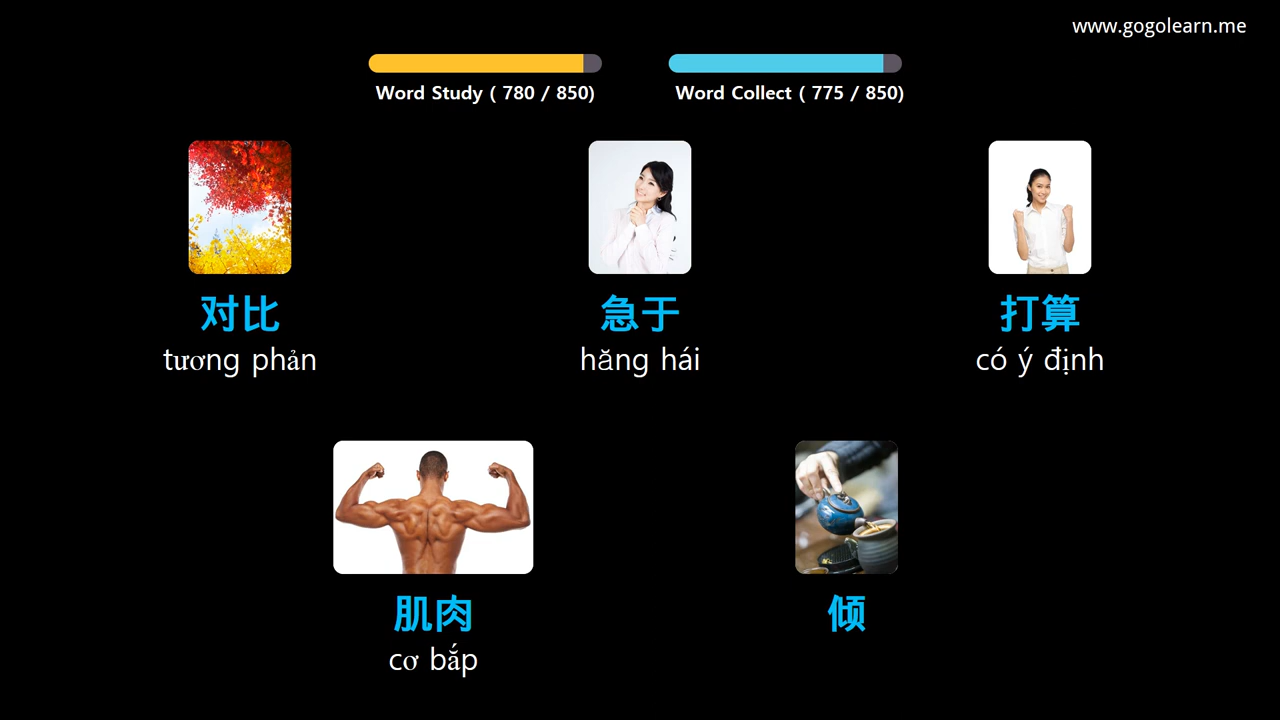 www.gogolearn.me
Word Study ( 780 / 850)
Word Collect ( 775 / 850)
对比
tương phản
急于
hăng hái
打算
có ý định
肌肉
cơ bắp
倾